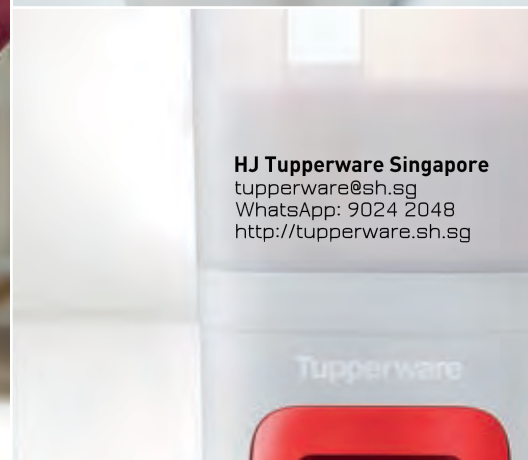 HJ Tupperware Singapore
tupperware@sh.sg
WhatsApp: 9024 2048
http://tupperware.sh.sg
Tupperware